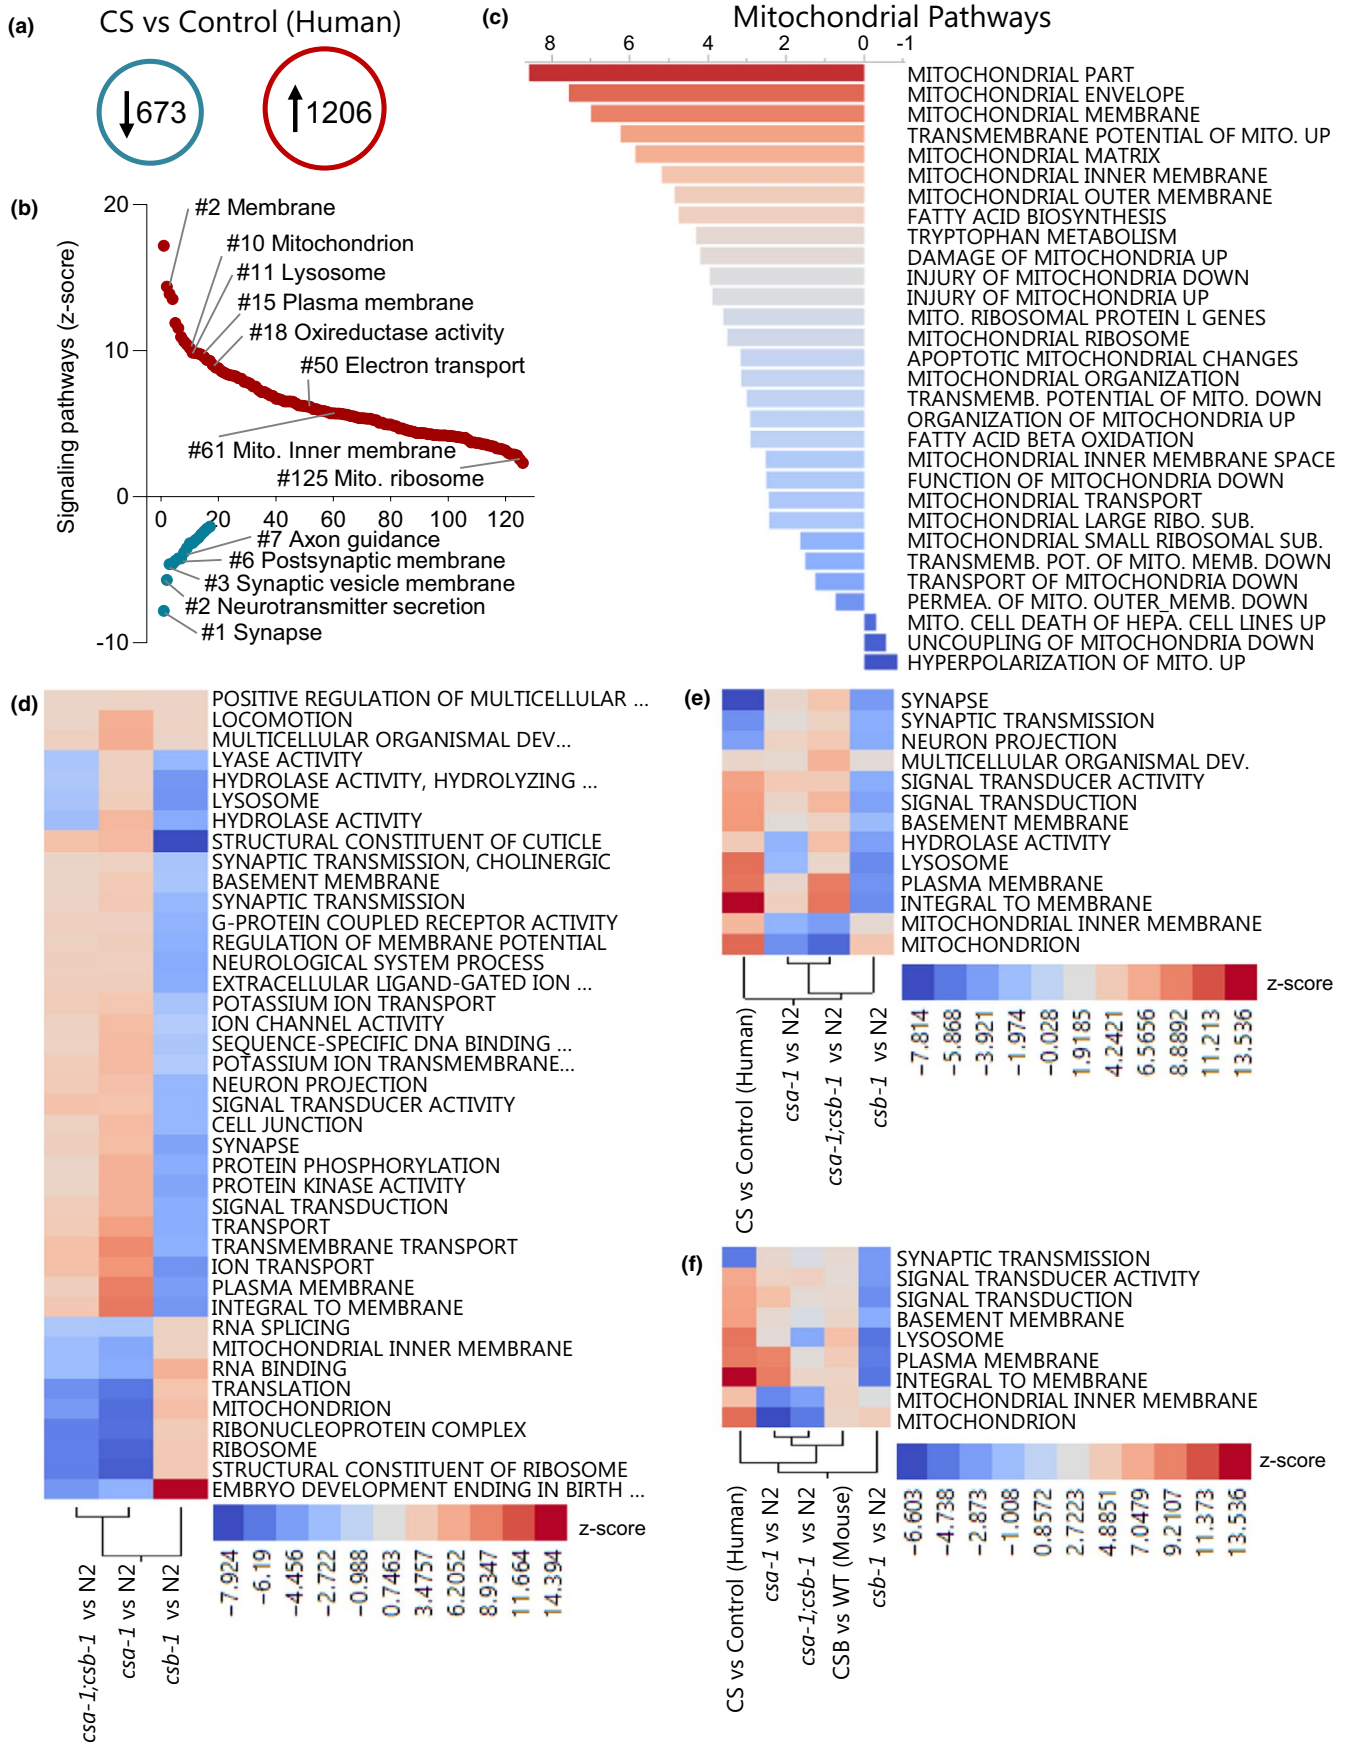 (a)
CS vs Control (Human)
673
1206
(b)
Signaling pathways (z-socre)
20
10
0
-10
0 20 40 60 80 100 120
#2 Membrane
#10 Mitochondrion
#11 Lysosome
#15 Plasma membrane
#18 Oxireductase activity
#50 Electron transport
#61 Mito. Inner membrane
#125 Mito. ribosome
#7 Axon guidance
#6 Postsynaptic membrane
#3 Synaptic vesicle membrane
#2 Neurotransmitter secretion
#1 Synapse
(c)
Mitochondrial Pathways
8 6 4 2 0 -1
MITOCHONDRIAL PART
MITOCHONDRIAL ENVELOPE
MITOCHONDRIAL MEMBRANE
TRANSMEMBRANE POTENTIAL OF MITO. UP
MITOCHONDRIAL MATRIX
MITOCHONDRIAL INNER MEMBRANE
MITOCHONDRIAL OUTER MEMBRANE
FATTY ACID BIOSYNTHESIS
TRYPTOPHAN METABOLISM
DAMAGE OF MITOCHONDRIA UP
INJURY OF MITOCHONDRIA DOWN
INJURY OF MITOCHONDRIA UP
MITO. RIBOSOMAL PROTEIN L GENES
MITOCHONDRIAL RIBOSOME
APOPTOTIC MITOCHONDRIAL CHANGES
MITOCHONDRIAL ORGANIZATION
TRANSMEMB. POTENTIAL OF MITO. DOWN
ORGANIZATION OF MITOCHONDRIA UP
FATTY ACID BETA OXIDATION
MITOCHONDRIAL INNER MEMBRANE SPACE
FUNCTION OF MITOCHONDRIA DOWN
MITOCHONDRIAL TRANSPORT
MITOCHONDRIAL LARGE RIBO. SUB.
MITOCHONDRIAL SMALL RIBOSOMAL SUB.
TRANSMEMB. POT. OF MITO. MEMB. DOWN
TRANSPORT OF MITOCHONDRIA DOWN
PERMEA. OF MITO. OUTER_MEMB. DOWN
MITO. CELL DEATH OF HEPA. CELL LINES UP
UNCOUPLING OF MITOCHONDRIA DOWN
HYPERPOLARIZATION OF MITO. UP
(d)
POSITIVE REGULATION OF MULTICELLULAR ...
LOCOMOTION
MULTICELLULAR ORGANISMAL DEV...
LYASE ACTIVITY
HYDROLASE ACTIVITY, HYDROLYZING ...
LYSOSOME
HYDROLASE ACTIVITY
STRUCTURAL CONSTITUENT OF CUTICLE
SYNAPTIC TRANSMISSION, CHOLINERGIC
BASEMENT MEMBRANE
SYNAPTIC TRANSMISSION
G-PROTEIN COUPLED RECEPTOR ACTIVITY
REGULATION OF MEMBRANE POTENTIAL
NEUROLOGICAL SYSTEM PROCESS
EXTRACELLULAR LIGAND-GATED ION ...
POTASSIUM ION TRANSPORT
ION CHANNEL ACTIVITY
SEQUENCE-SPECIFIC DNA BINDING ...
POTASSIUM ION TRANSMEMBRANE...
NEURON PROJECTION
SIGNAL TRANSDUCER ACTIVITY
CELL JUNCTION
SYNAPSE
PROTEIN PHOSPHORYLATION
PROTEIN KINASE ACTIVITY
SIGNAL TRANSDUCTION
TRANSPORT
TRANSMEMBRANE TRANSPORT
ION TRANSPORT
PLASMA MEMBRANE
INTEGRAL TO MEMBRANE
RNA SPLICING
MITOCHONDRIAL INNER MEMBRANE
RNA BINDING
TRANSLATION
MITOCHONDRION
RIBONUCLEOPROTEIN COMPLEX
RIBOSOME
STRUCTURAL CONSTITUENT OF RIBOSOME
EMBRYO DEVELOPMENT ENDING IN BIRTH ...
z-score
−7.924
−6.19
−4.456
−2.722
−0.988
0.7463
3.4757
6.2052
8.9347
11.664
14.394
csa-1;csb-1 vs N2
csa-1 vs N2
csb-1 vs N2
(e)
SYNAPSE
SYNAPTIC TRANSMISSION
NEURON PROJECTION
MULTICELLULAR ORGANISMAL DEV.
SIGNAL TRANSDUCER ACTIVITY
SIGNAL TRANSDUCTION
BASEMENT MEMBRANE
HYDROLASE ACTIVITY
LYSOSOME
PLASMA MEMBRANE
INTEGRAL TO MEMBRANE
MITOCHONDRIAL INNER MEMBRANE
MITOCHONDRION
z-score
−7.814
−5.868
−3.921
−1.974
−0.028
1.9185
4.2421
6.5656
8.8892
11.213
13.536
CS vs Control (Human)
csa-1 vs N2
csa-1;csb-1 vs N2
csb-1 vs N2
(f)
SYNAPTIC TRANSMISSION
SIGNAL TRANSDUCER ACTIVITY
SIGNAL TRANSDUCTION
BASEMENT MEMBRANE
LYSOSOME
PLASMA MEMBRANE
INTEGRAL TO MEMBRANE
MITOCHONDRIAL INNER MEMBRANE
MITOCHONDRION
z-score
−6.603
−4.738
−2.873
−1.008
0.8572
2.7223
4.8851
7.0479
9.2107
11.373
13.536
CS vs Control (Human)
csa-1 vs N2
csa-1;csb-1 vs N2
CSB vs WT (Mouse)
csb-1 vs N2